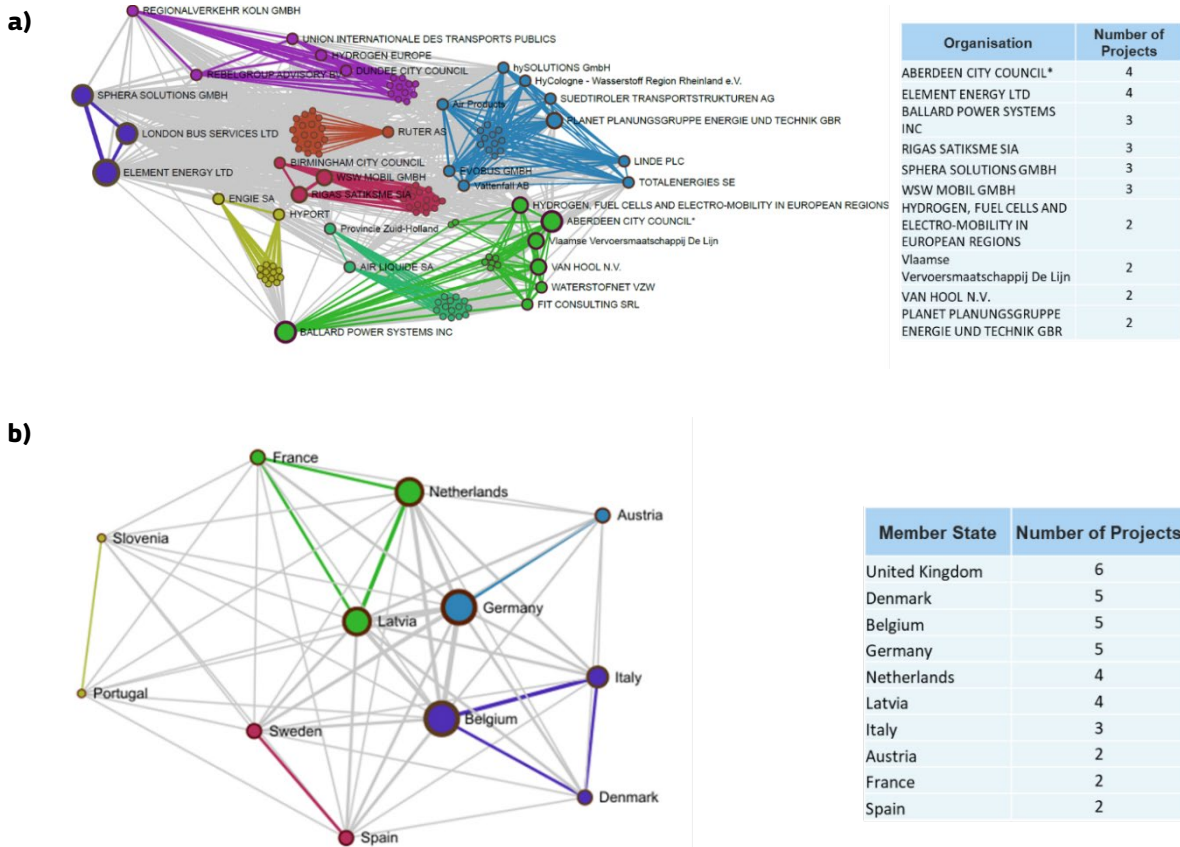 a)
REGIONALVERKEHR KOLN GMBH
UNION INTERNATIONALE DES TRANSPORTS PUBLICS
HYDROGEN EUROPE
DUNDEE CITY COUNCIL
REBELGROUP ADVISORY BV
SPHERA SOLUTIONS GMBH
LONDON BUS SERVICES LTD
ELEMENT ENERGY LTD
RUTER AS
BIRMINGHAM CITY COUNCIL
WSW MOBIL GMBH
RIGAS SATIKSME SIA
ENGIE SA
HYPORT
Provincie Zuid-Holland
AIR LIQUIDE SA
BALLARD POWER SYSTEMS INC
hySOLUTIONS GmbH
HyCologne - Wasserstoff Region Rheinland e.V.
SUEDTIROLER TRANSPORTSTRUKTUREN AG
Air Products
PLANET PLANUNGSGRUPPE ENERGIE UND TECHNIK GBR
LINDE PLC
EVOBUS GMBH
TOTALENERGIES SE
Vattenfall AB
HYDROGEN, FUEL CELLS AND ELECTRO-MOBILITY IN EUROPEAN REGIONS
ABERDEEN CITY COUNCIL*
Vlaamse Vervoersmaatschappij De Lijn
VAN HOOL N.V.
WATERSTOFNET VZW
FIT CONSULTING SRL
Organisation Number of
Projects
ABERDEEN CITY COUNCIL* 4
ELEMENT ENERGY LTD 4
BALLARD POWER SYSTEMS
INC 3
RIGAS SATIKSME SIA 3
SPHERA SOLUTIONS GMBH 3
WSW MOBIL GMBH 3
HYDROGEN, FUEL CELLS AND
ELECTRO-MOBILITY IN 2
EUROPEAN REGIONS
Vlaamse
Vervoersmaatschappij De Lijn 2
VAN HOOL N.V. 2
PLANET PLANUNGSGRUPPE
ENERGIE UND TECHNIK GBR 2
b)
France
Netherlands
Austria
Slovenia
Germany
Latvia
Italy
Portugal
Belgium
Sweden
Denmark
Spain
Member State Number of Projects
United Kingdom 6
Denmark 5
Belgium 5
Germany 5
Netherlands 4
Latvia 4
Italy 3
Austria 2
France 2
Spain 2